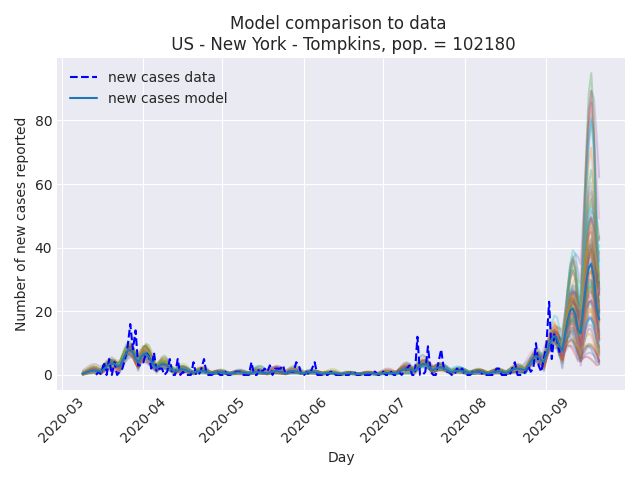 Model comparison to data
US - New York - Tompkins, pop. = 102180
new cases data
new cases model
Number of new cases reported
80
60
40
20
0
2020-03
2020-04
2020-05
2020-06
2020-07
2020-08
2020-09
Day